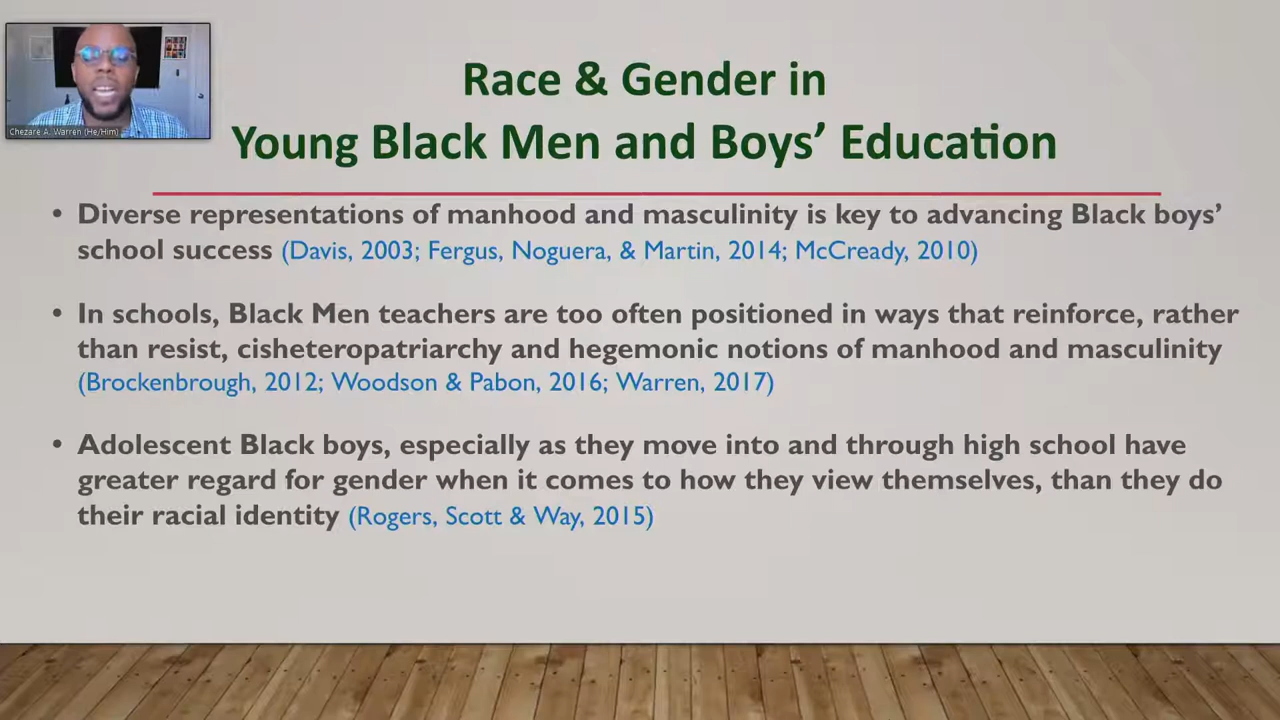 Chezare A. Warren (He/Him)
Race & Gender in
Young Black Men and Boys’ Education
• Diverse representations of manhood and masculinity is key to advancing Black boys’
school success (Davis, 2003; Fergus, Noguera, & Martin, 2014; McCready, 2010)
• In schools, Black Men teachers are too often positioned in ways that reinforce, rather
than resist, cisheteropatriarchy and hegemonic notions of manhood and masculinity
(Brockenbrough, 2012; Woodson & Pabon, 2016; Warren, 2017)
• Adolescent Black boys, especially as they move into and through high school have
greater regard for gender when it comes to how they view themselves, than they do
their racial identity (Rogers, Scott & Way, 2015)